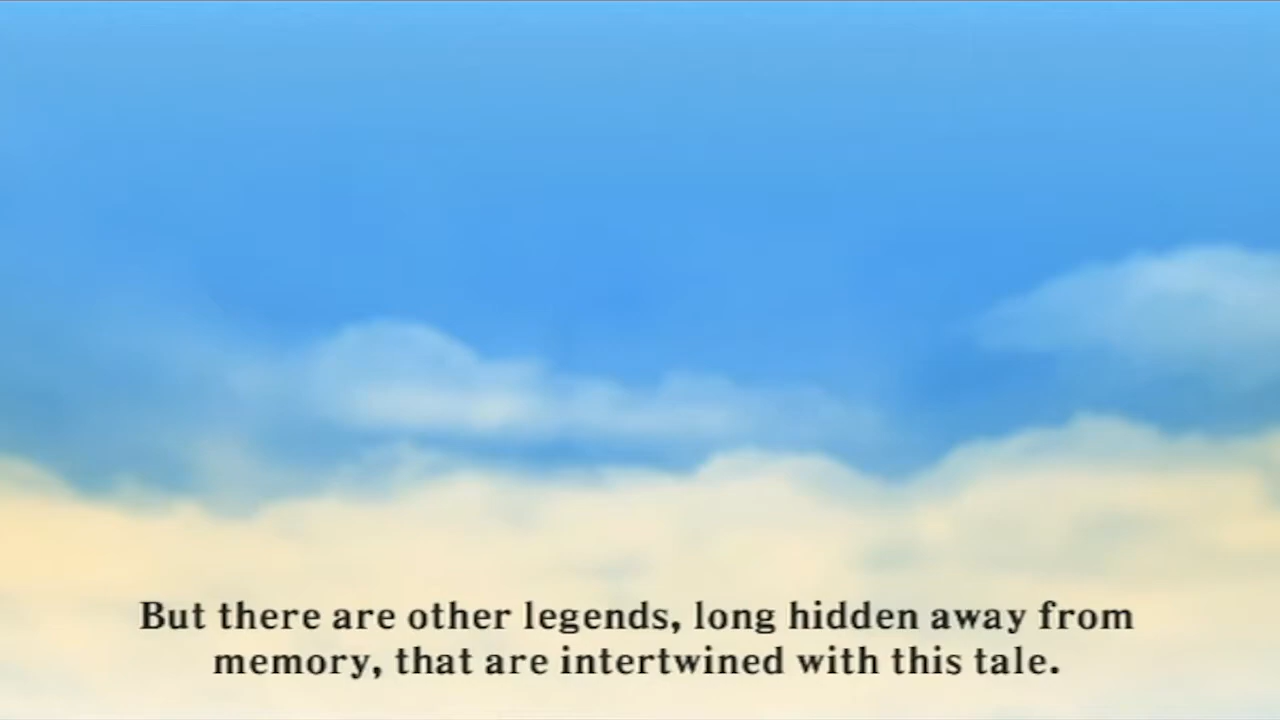 But there are other legends, long hidden away from
memory, that are intertwined with this tale.